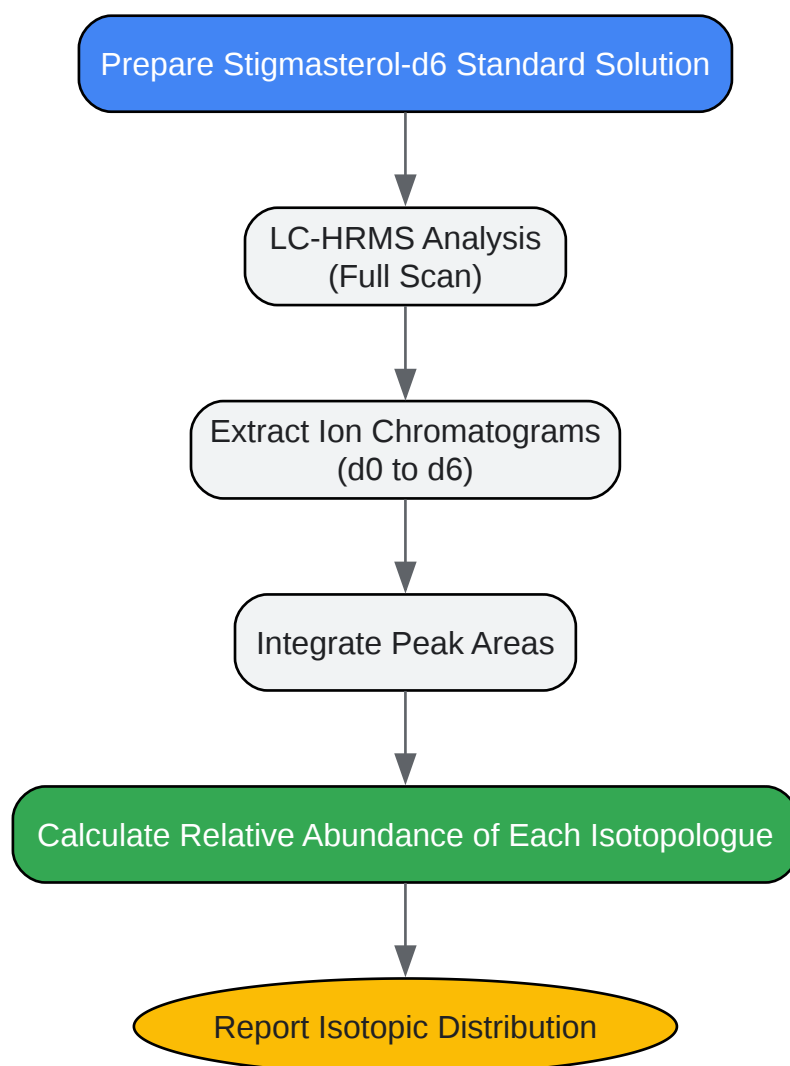 Prepare Stigmasterol-d6 Standard Solution
LC-HRMS Analysis
(Full Scan)
Extract Ion Chromatograms
(d0 to d6)
Integrate Peak Areas
Calculate Relative Abundance of Each Isotopologue
Report Isotopic Distribution